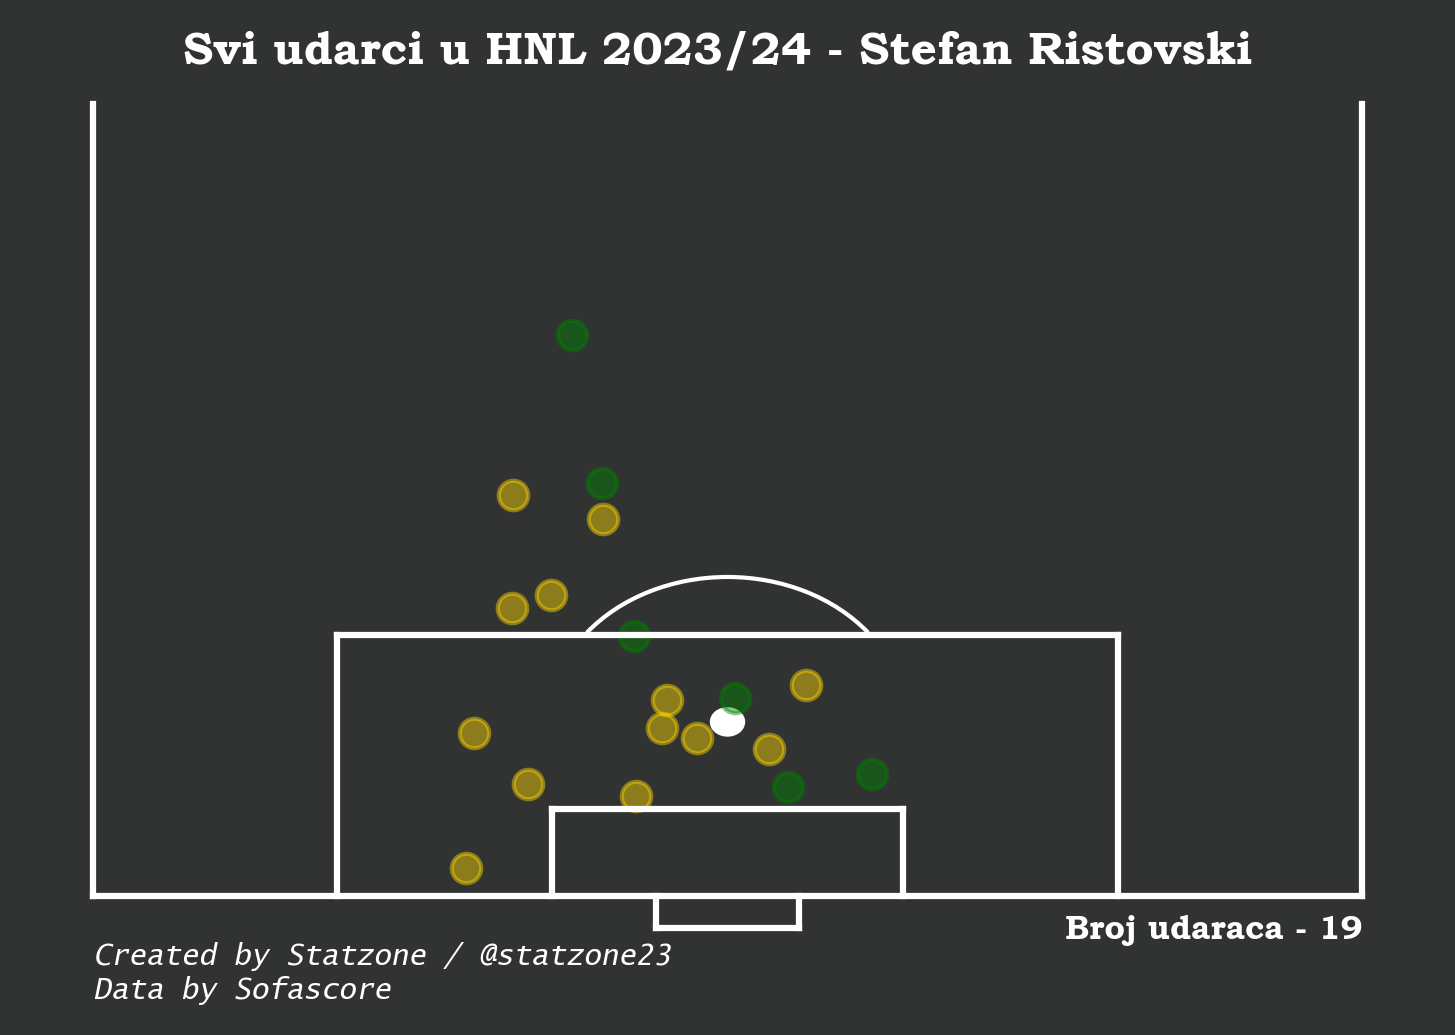 Svi udarci u HNL 2023/24 - Stefan Ristovski
Broj udaraca - 19
Created by Statzone / @statzone23
Data by Sofascore